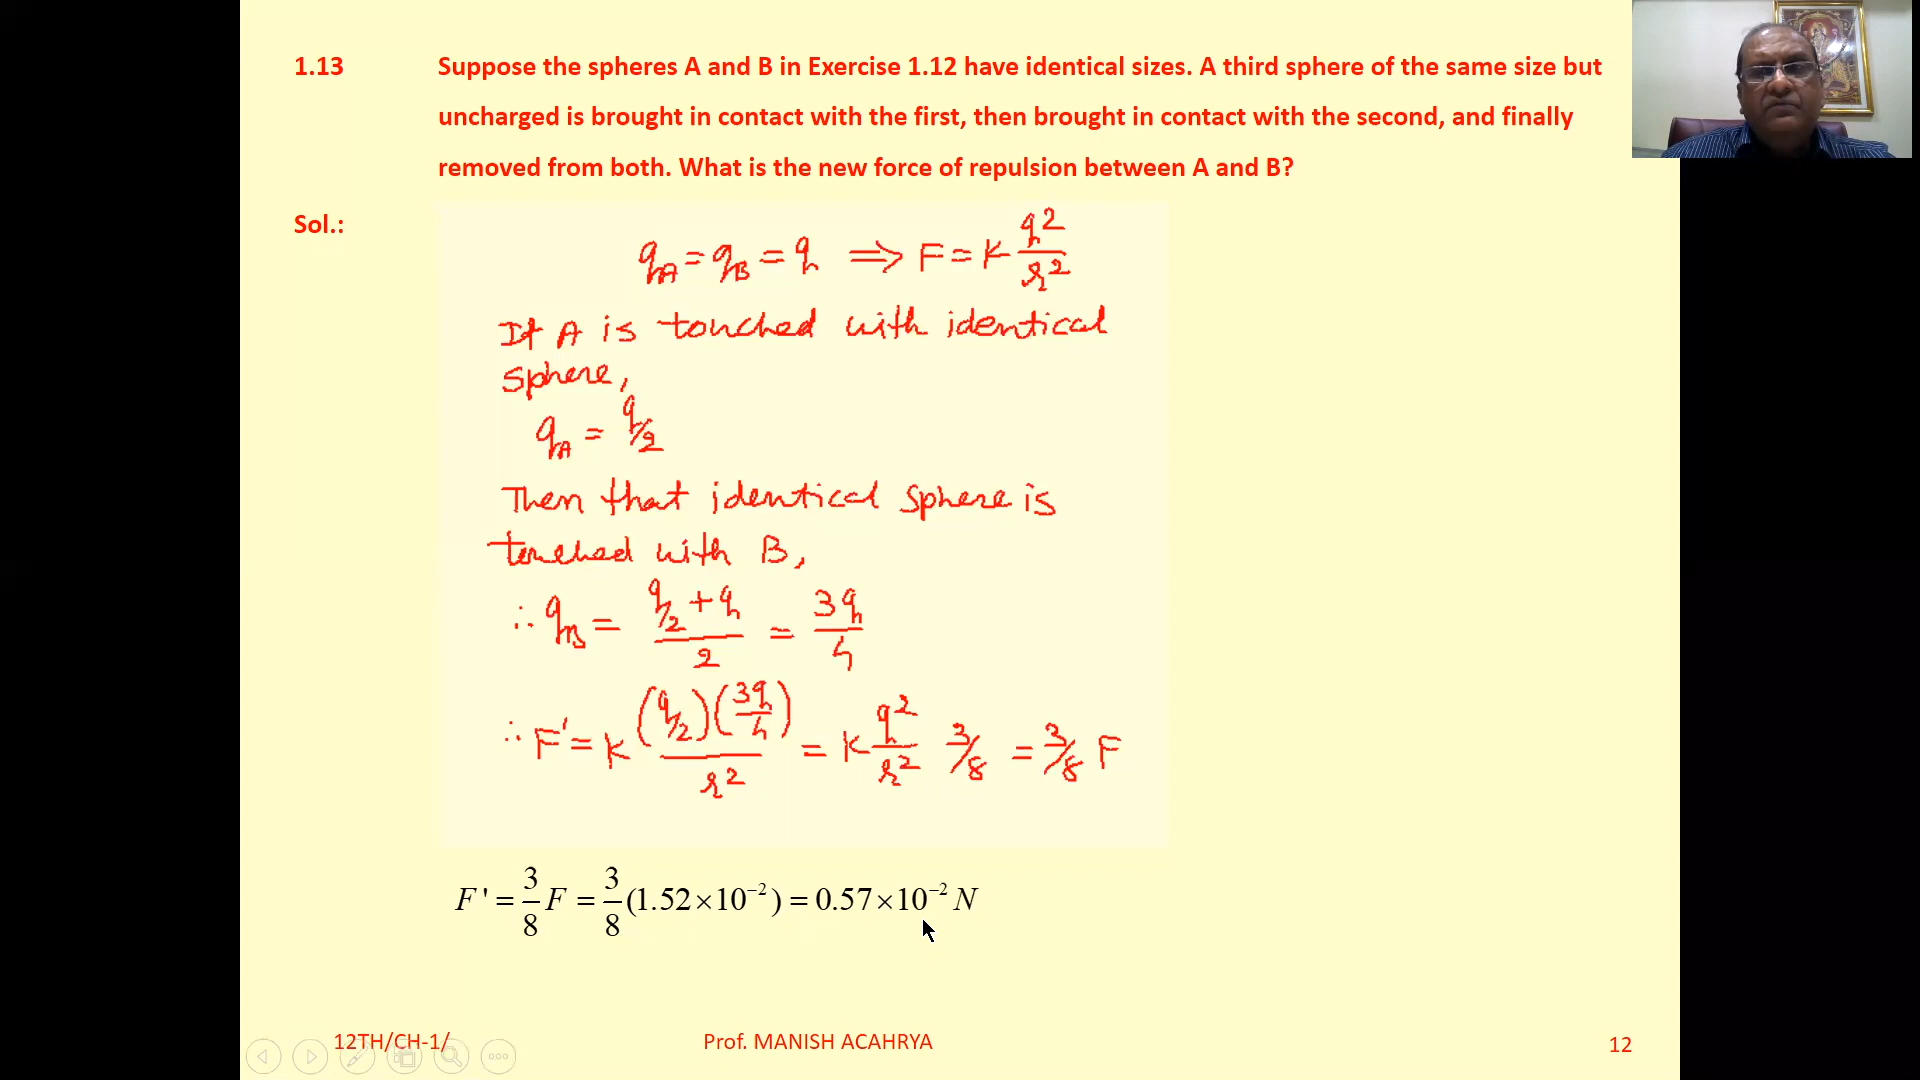 1.13 Suppose the spheres A and B in Exercise 1.12 have identical sizes. A third sphere of the same size but
uncharged is brought in contact with the first, then brought in contact with the second, and finally
removed from both. What is the new force of repulsion between A and B?
Sol.:
q_A = q_B = q ⟹ F = K q²/r²
If A is touched with identical
sphere,
q_A = q/2
Then that identical sphere is
touched with B,
∴ q_B = (q/2 + q)/2 = 3q/4
∴ F' = K (q/2)(3q/4)/r² = K q²/r² 3/8 = 3/8 F
F' = 3/8 F = 3/8 (1.52×10⁻²) = 0.57×10⁻² N
12TH/CH-1/ Prof. MANISH ACAHRYA 12